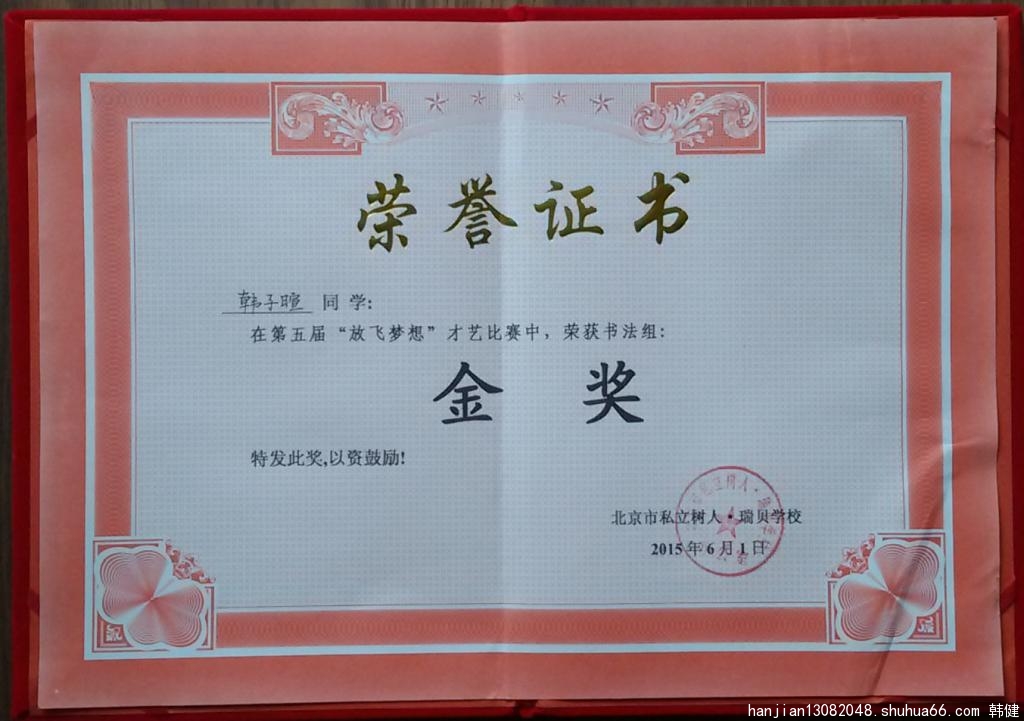 荣誉证书
韩子暄 同学:
在第五届“放飞梦想”才艺比赛中，荣获书法组:
金 奖
特发此奖,以资鼓励!
北京市私立树人·瑞贝学校
2015年6月1日
hanjian13082048.shuhua66.com 韩健